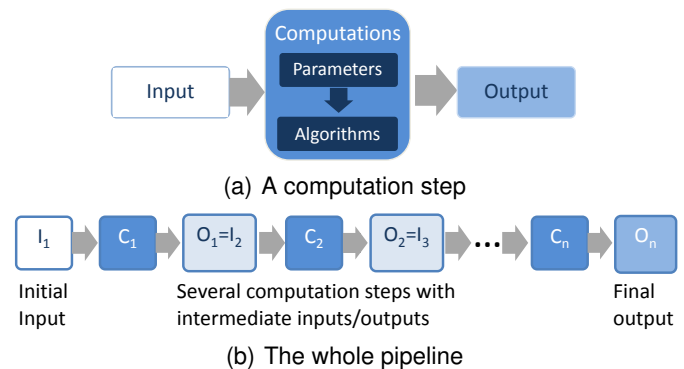 Computations
Input
Parameters
Algorithms
Output
(a) A computation step
I₁
C₁
O₁=I₂
C₂
O₂=I₃
...
Cₙ
Oₙ
Initial
Input
Several computation steps with
intermediate inputs/outputs
Final
output
(b) The whole pipeline